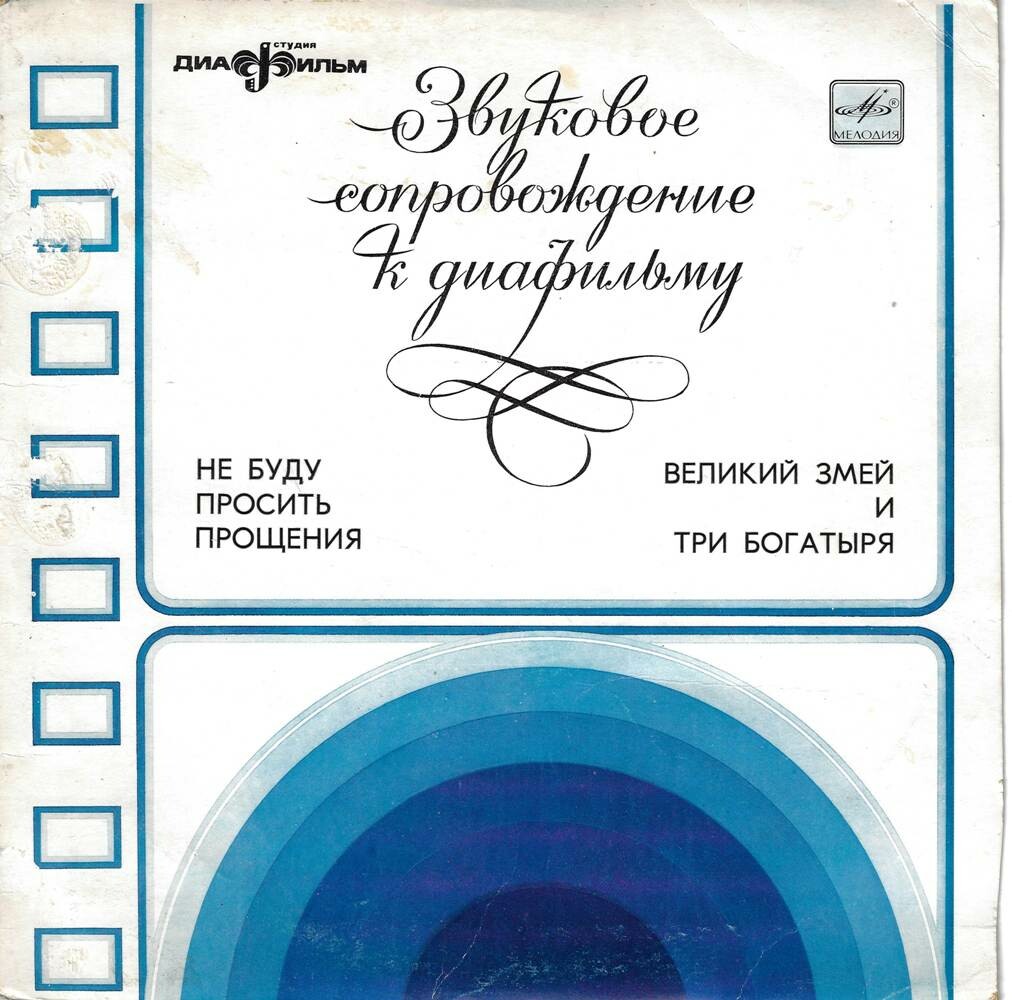 студия
ДИАФИЛЬМ
Звуковое
сопровождение
к диафильму
МЕЛОДИЯ
®
НЕ БУДУ
ПРОСИТЬ
ПРОЩЕНИЯ
ВЕЛИКИЙ ЗМЕЙ
И
ТРИ БОГАТЫРЯ